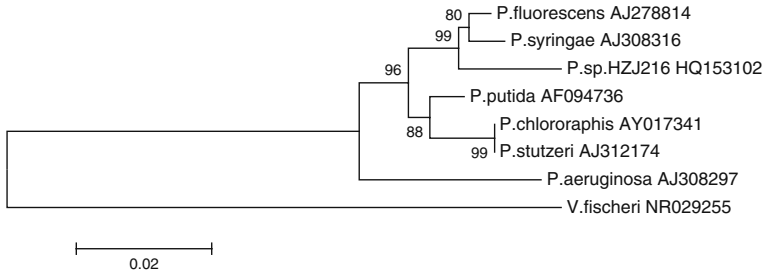 80
P.fluorescens AJ278814
99
P.syringae AJ308316
P.sp.HZJ216 HQ153102
96
P.putida AF094736
88
P.chlororaphis AY017341
99
P.stutzeri AJ312174
P.aeruginosa AJ308297
V.fischeri NR029255
0.02